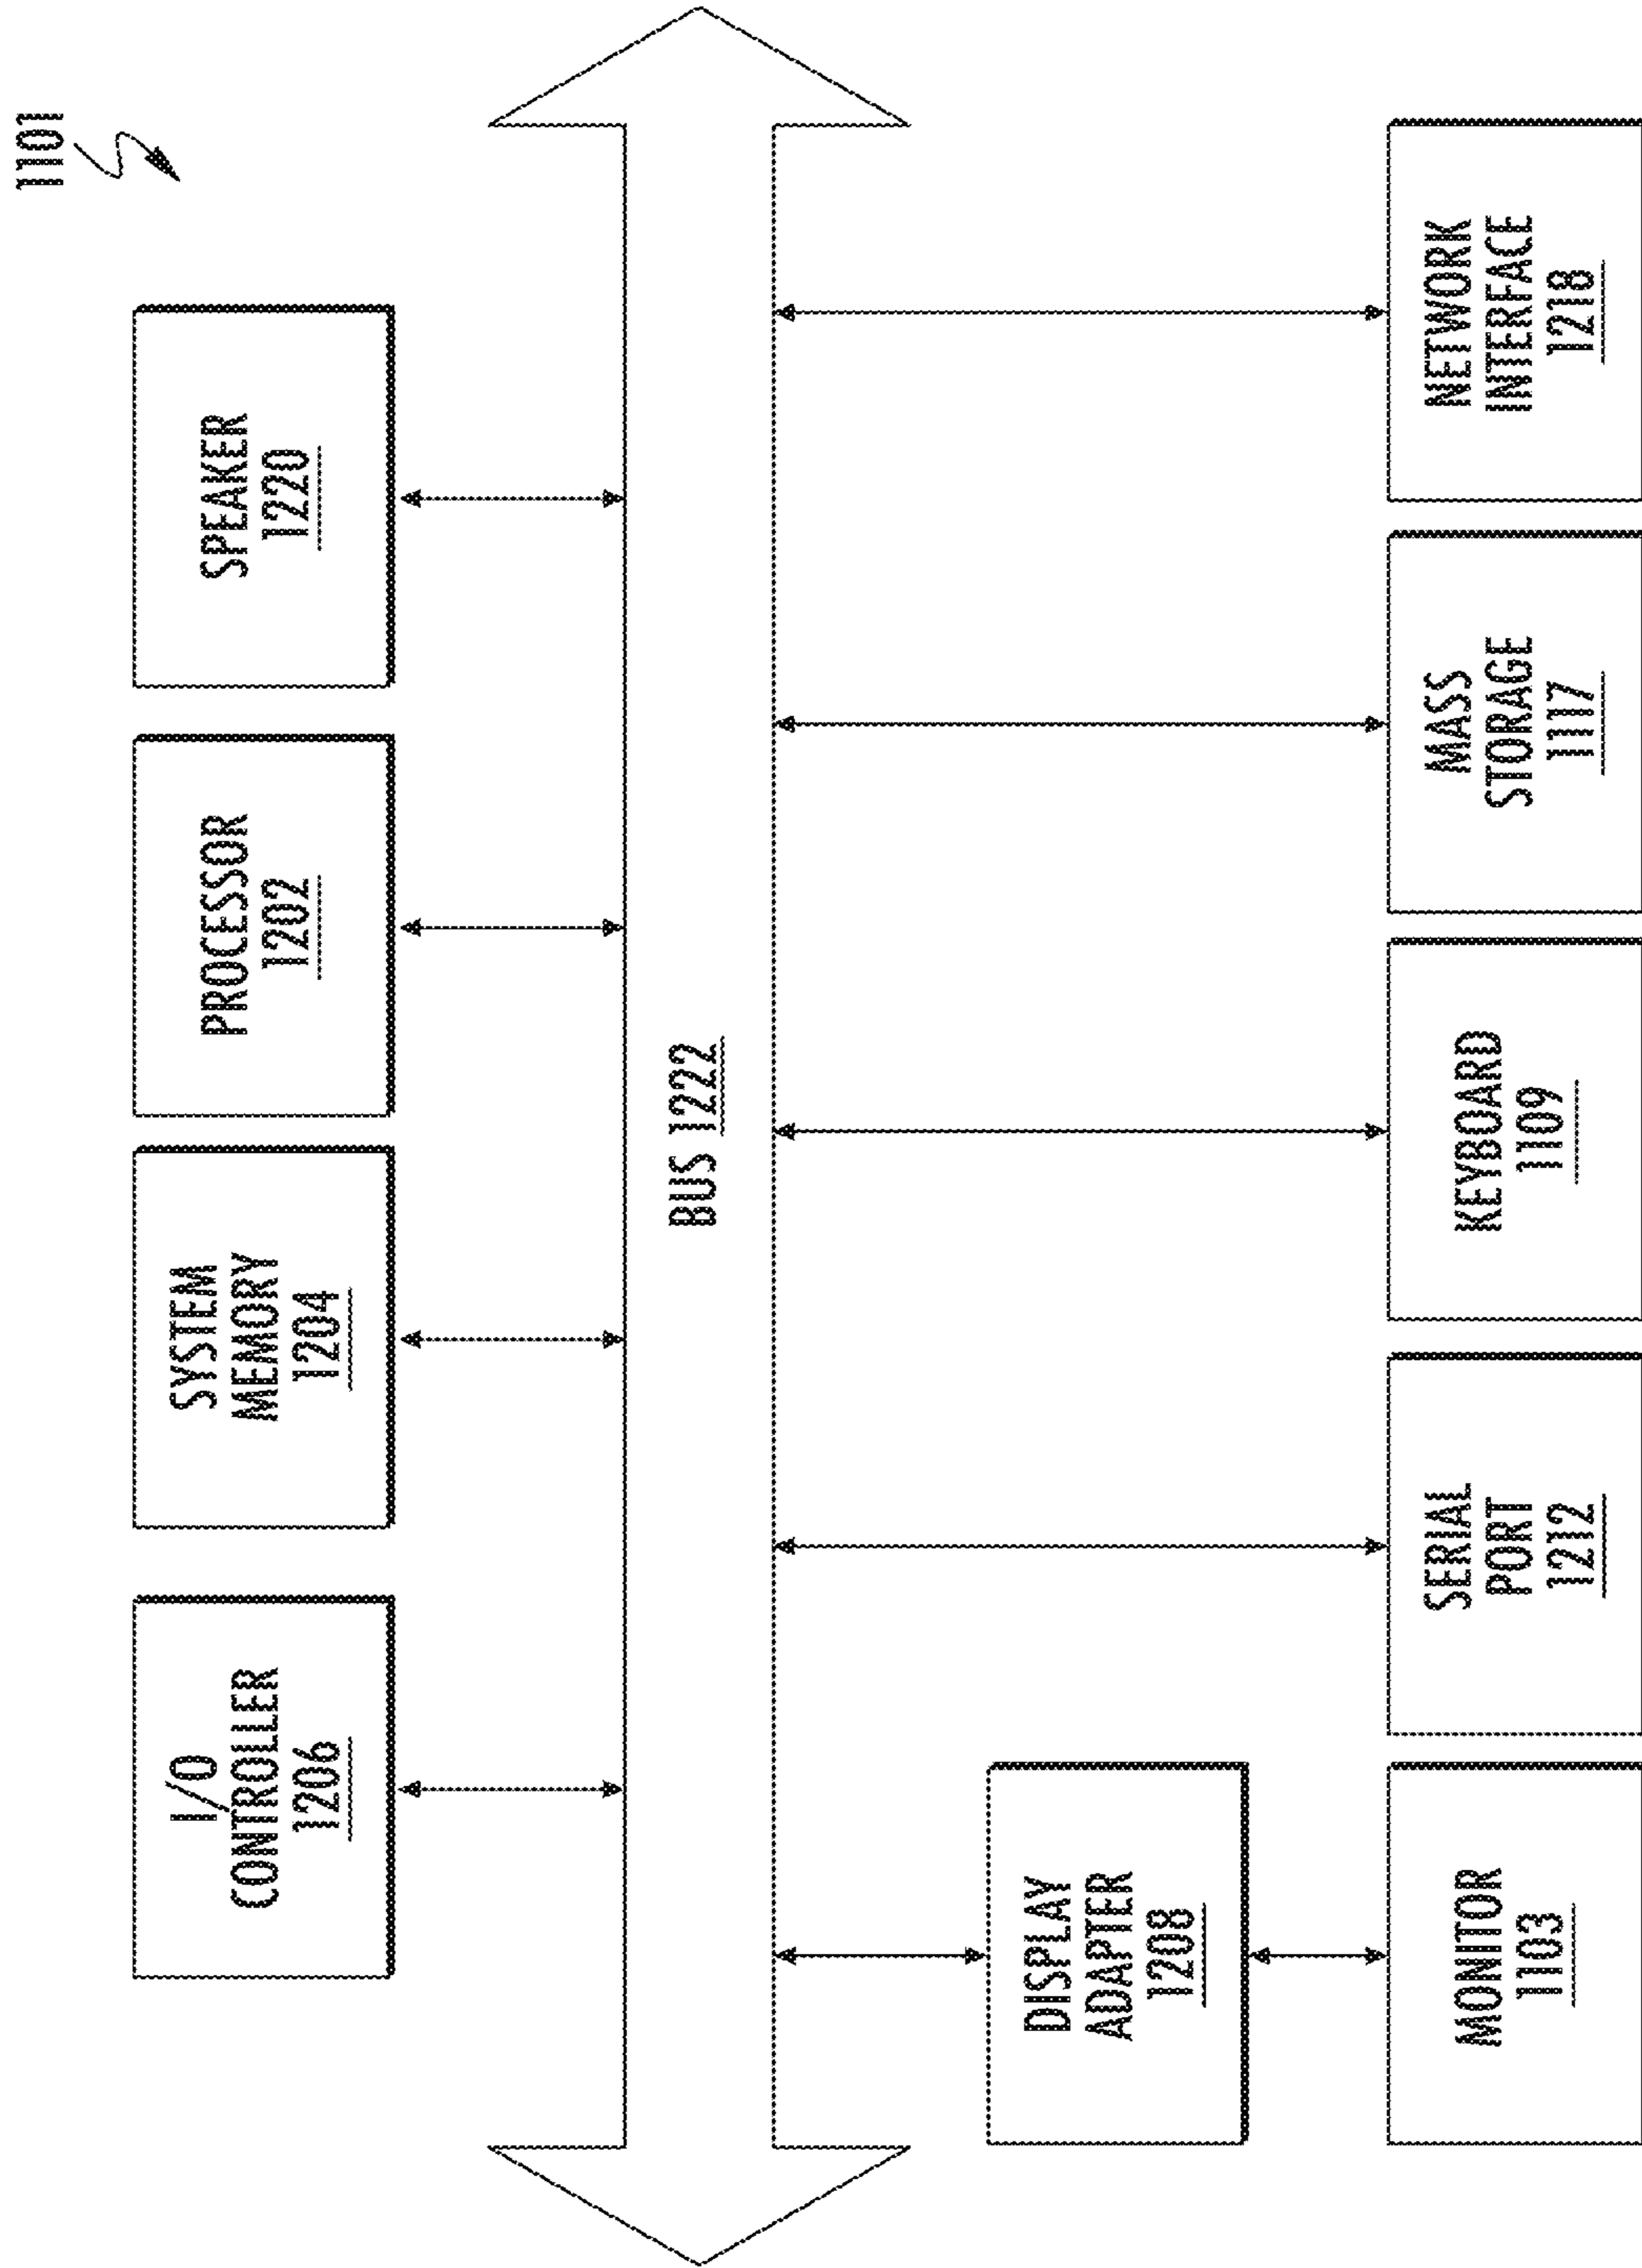 1101
I/O
CONTROLLER
1206
SYSTEM
MEMORY
1204
PROCESSOR
1202
SPEAKER
1220
BUS 1222
DISPLAY
ADAPTER
1208
MONITOR
1103
SERIAL
PORT
1212
KEYBOARD
1109
MASS
STORAGE
1117
NETWORK
INTERFACE
1218